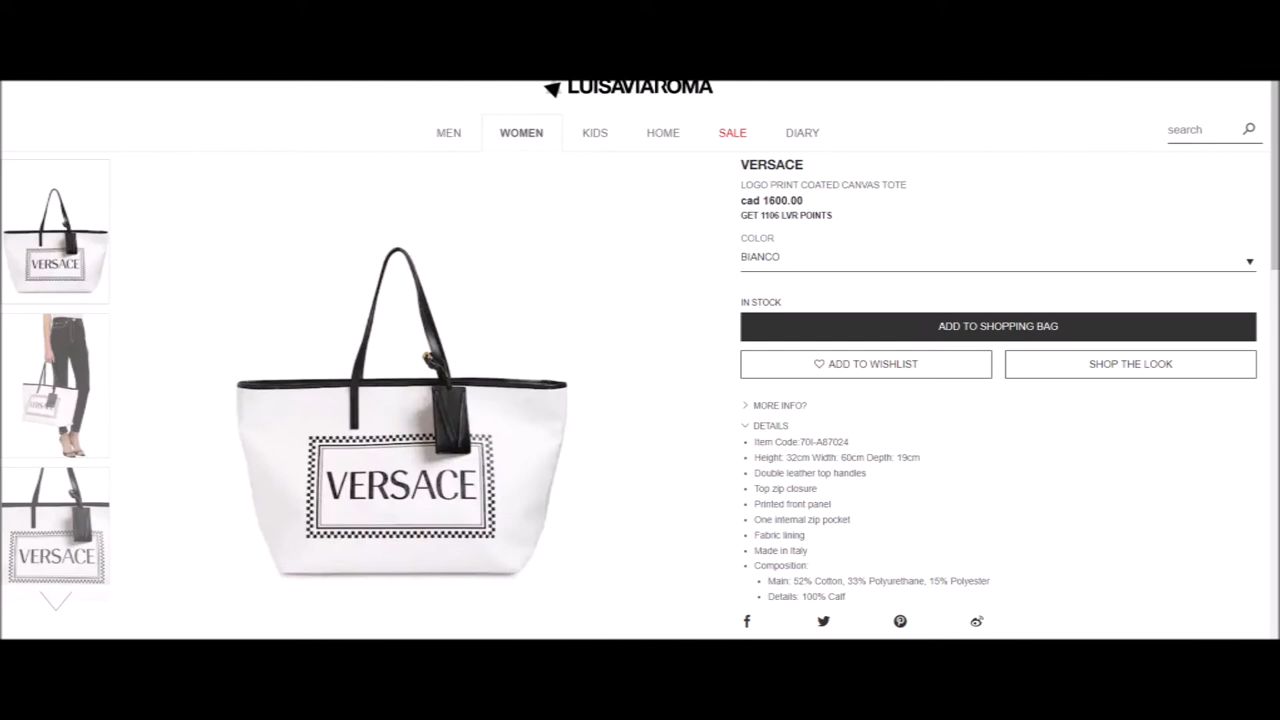 LUISAVIAROMA
MEN WOMEN KIDS HOME SALE DIARY
search
VERSACE
LOGO PRINT COATED CANVAS TOTE
cad 1600.00
GET 1106 LVR POINTS
COLOR
BIANCO
IN STOCK
ADD TO SHOPPING BAG
ADD TO WISHLIST
SHOP THE LOOK
MORE INFO?
DETAILS
Item Code:70I-A87024
Height: 32cm Width: 60cm Depth: 19cm
Double leather top handles
Top zip closure
Printed front panel
One internal zip pocket
Fabric lining
Made in Italy
Composition:
Main: 52% Cotton, 33% Polyurethane, 15% Polyester
Details: 100% Calf
VERSACE
VERSACE
VERSACE